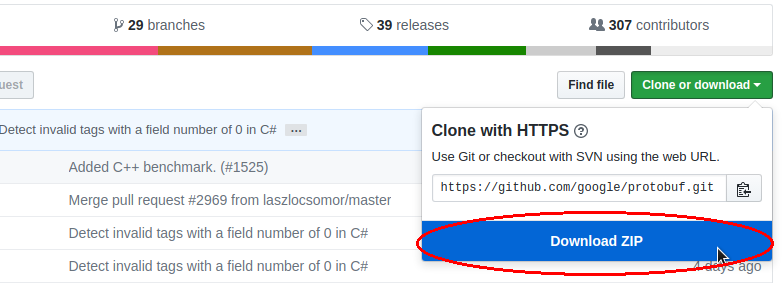 29 branches
39 releases
307 contributors
uest
Find file
Clone or download
Detect invalid tags with a field number of 0 in C# …
Clone with HTTPS ?
Added C++ benchmark. (#1525)
Use Git or checkout with SVN using the web URL.
Merge pull request #2969 from laszlocsomor/master
https://github.com/google/protobuf.git
Detect invalid tags with a field number of 0 in C#
Download ZIP
Detect invalid tags with a field number of 0 in C#
4 days ago